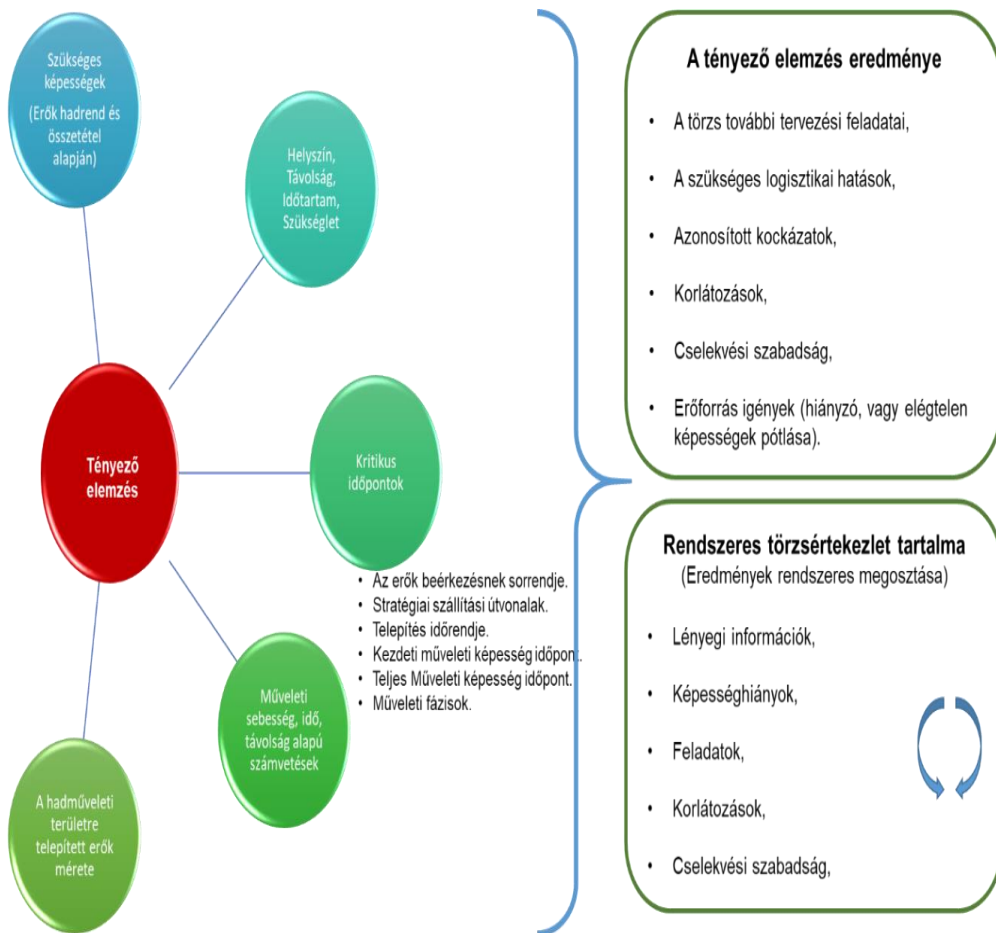 Szükséges
képességek
(Erők hadrend és
összetétel
alapján)
Helyszín,
Távolság,
Időtartam,
Szükséglet
Tényező
elemzés
Kritikus
időpontok
• Az erők beérkezésnek sorrendje.
• Stratégiai szállítási útvonalak.
• Telepítés időrendje.
• Kezdeti műveleti képesség időpont.
• Teljes Műveleti képesség időpont.
• Műveleti fázisok.
Műveleti
sebesség, idő,
távolság alapú
számvetések
A hadműveleti
területre
telepített erők
mérete
A tényező elemzés eredménye
• A törzs további tervezési feladatai,
• A szükséges logisztikai hatások,
• Azonosított kockázatok,
• Korlátozások,
• Cselekvési szabadság,
• Erőforrás igények (hiányzó, vagy elégtelen
képességek pótlása).
Rendszeres törzsértekezlet tartalma
(Eredmények rendszeres megosztása)
• Lényegi információk,
• Képességhiányok,
• Feladatok,
• Korlátozások,
• Cselekvési szabadság,